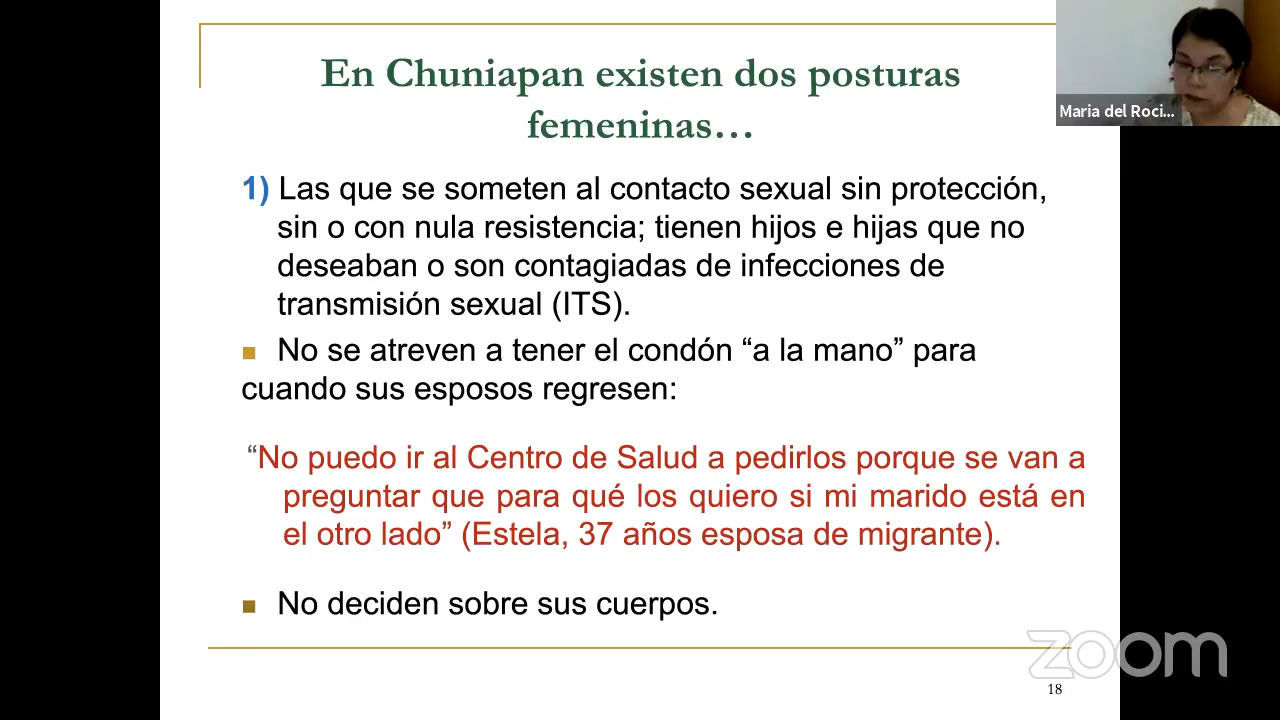 En Chuniapan existen dos posturas
femeninas…
Maria del Roci...
1) Las que se someten al contacto sexual sin protección,
sin o con nula resistencia; tienen hijos e hijas que no
deseaban o son contagiadas de infecciones de
transmisión sexual (ITS).
No se atreven a tener el condón “a la mano” para
cuando sus esposos regresen:
“No puedo ir al Centro de Salud a pedirlos porque se van a
preguntar que para qué los quiero si mi marido está en
el otro lado” (Estela, 37 años esposa de migrante).
No deciden sobre sus cuerpos.
zoom
18